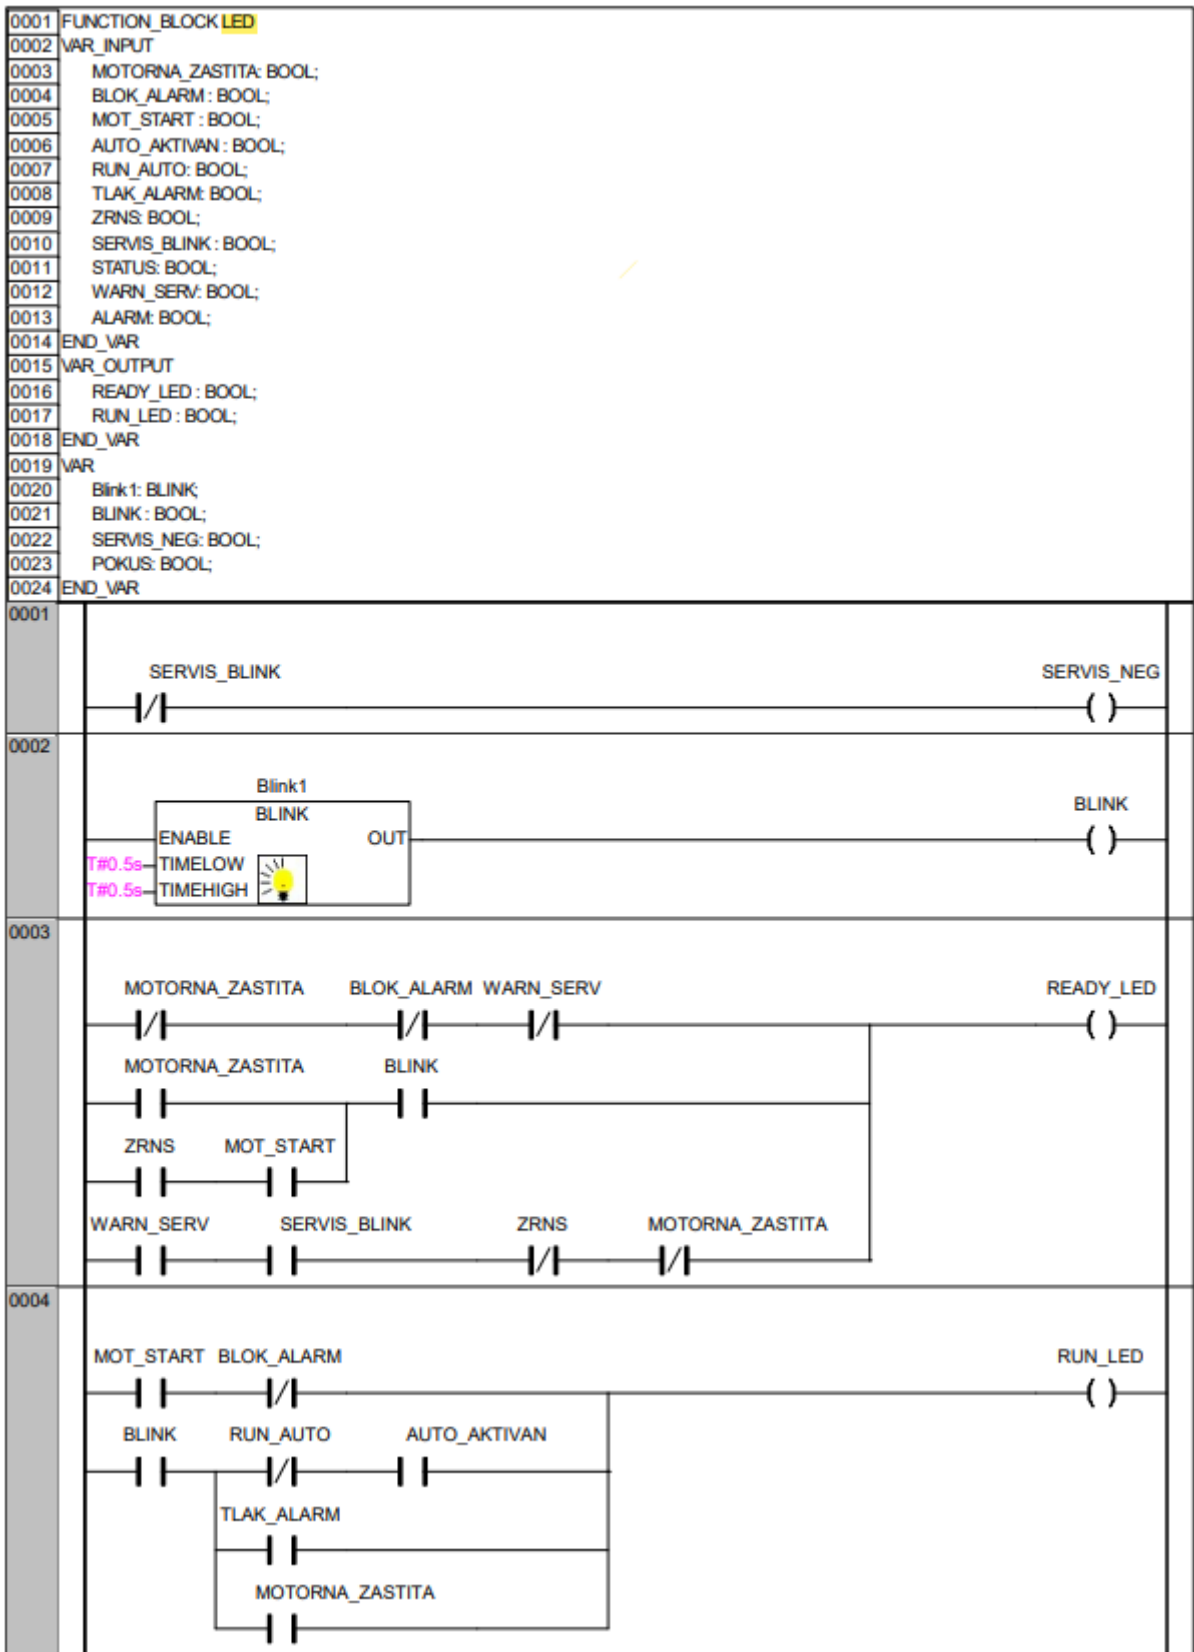 0001 FUNCTION_BLOCK LED
0002 VAR_INPUT
0003 MOTORNA_ZASTITA: BOOL;
0004 BLOK_ALARM : BOOL;
0005 MOT_START : BOOL;
0006 AUTO_AKTIVAN : BOOL;
0007 RUN_AUTO: BOOL;
0008 TLAK_ALARM: BOOL;
0009 ZRNS: BOOL;
0010 SERVIS_BLINK : BOOL;
0011 STATUS: BOOL;
0012 WARN_SERV: BOOL;
0013 ALARM: BOOL;
0014 END_VAR
0015 VAR_OUTPUT
0016 READY_LED : BOOL;
0017 RUN_LED : BOOL;
0018 END_VAR
0019 VAR
0020 Blink1: BLINK;
0021 BLINK : BOOL;
0022 SERVIS_NEG: BOOL;
0023 POKUS: BOOL;
0024 END_VAR
0001
SERVIS_BLINK SERVIS_NEG
0002
Blink1
BLINK BLINK
ENABLE OUT
T#0.5s TIMELOW
T#0.5s TIMEHIGH
0003
MOTORNA_ZASTITA BLOK_ALARM WARN_SERV READY_LED
MOTORNA_ZASTITA BLINK
ZRNS MOT_START
WARN_SERV SERVIS_BLINK ZRNS MOTORNA_ZASTITA
0004
MOT_START BLOK_ALARM RUN_LED
BLINK RUN_AUTO AUTO_AKTIVAN
TLAK_ALARM
MOTORNA_ZASTITA